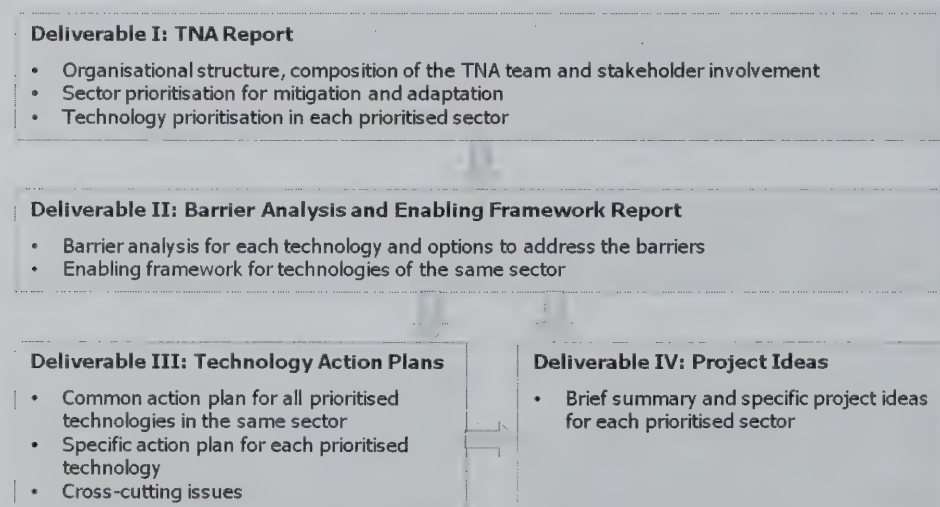 Deliverable I: TNA Report
• Organisational structure, composition of the TNA team and stakeholder involvement
• Sector prioritisation for mitigation and adaptation
• Technology prioritisation in each prioritised sector
Deliverable II: Barrier Analysis and Enabling Framework Report
• Barrier analysis for each technology and options to address the barriers
• Enabling framework for technologies of the same sector
Deliverable III: Technology Action Plans
• Common action plan for all prioritised
technologies in the same sector
• Specific action plan for each prioritised
technology
• Cross-cutting issues
Deliverable IV: Project Ideas
• Brief summary and specific project ideas
for each prioritised sector